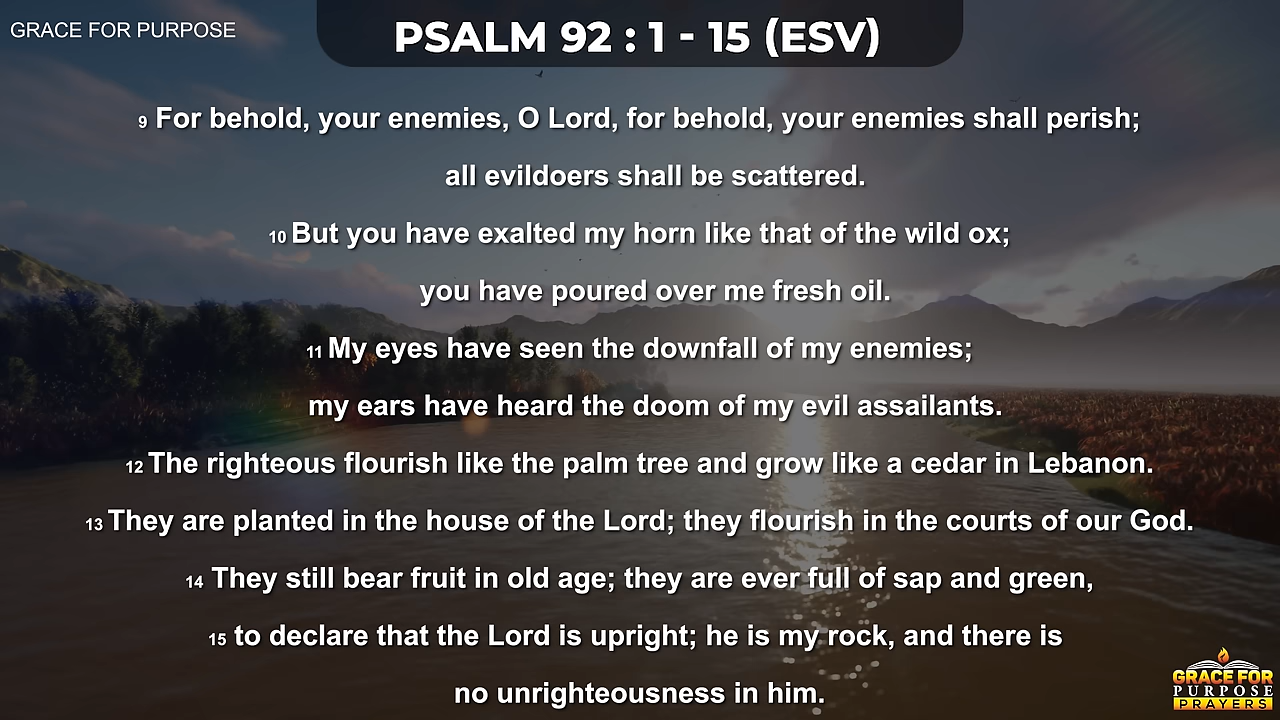 GRACE FOR PURPOSE
PSALM 92 : 1 - 15 (ESV)
9 For behold, your enemies, O Lord, for behold, your enemies shall perish;
all evildoers shall be scattered.
10 But you have exalted my horn like that of the wild ox;
you have poured over me fresh oil.
11 My eyes have seen the downfall of my enemies;
my ears have heard the doom of my evil assailants.
12 The righteous flourish like the palm tree and grow like a cedar in Lebanon.
13 They are planted in the house of the Lord; they flourish in the courts of our God.
14 They still bear fruit in old age; they are ever full of sap and green,
15 to declare that the Lord is upright; he is my rock, and there is
no unrighteousness in him.
GRACE FOR
PURPOSE
PRAYERS